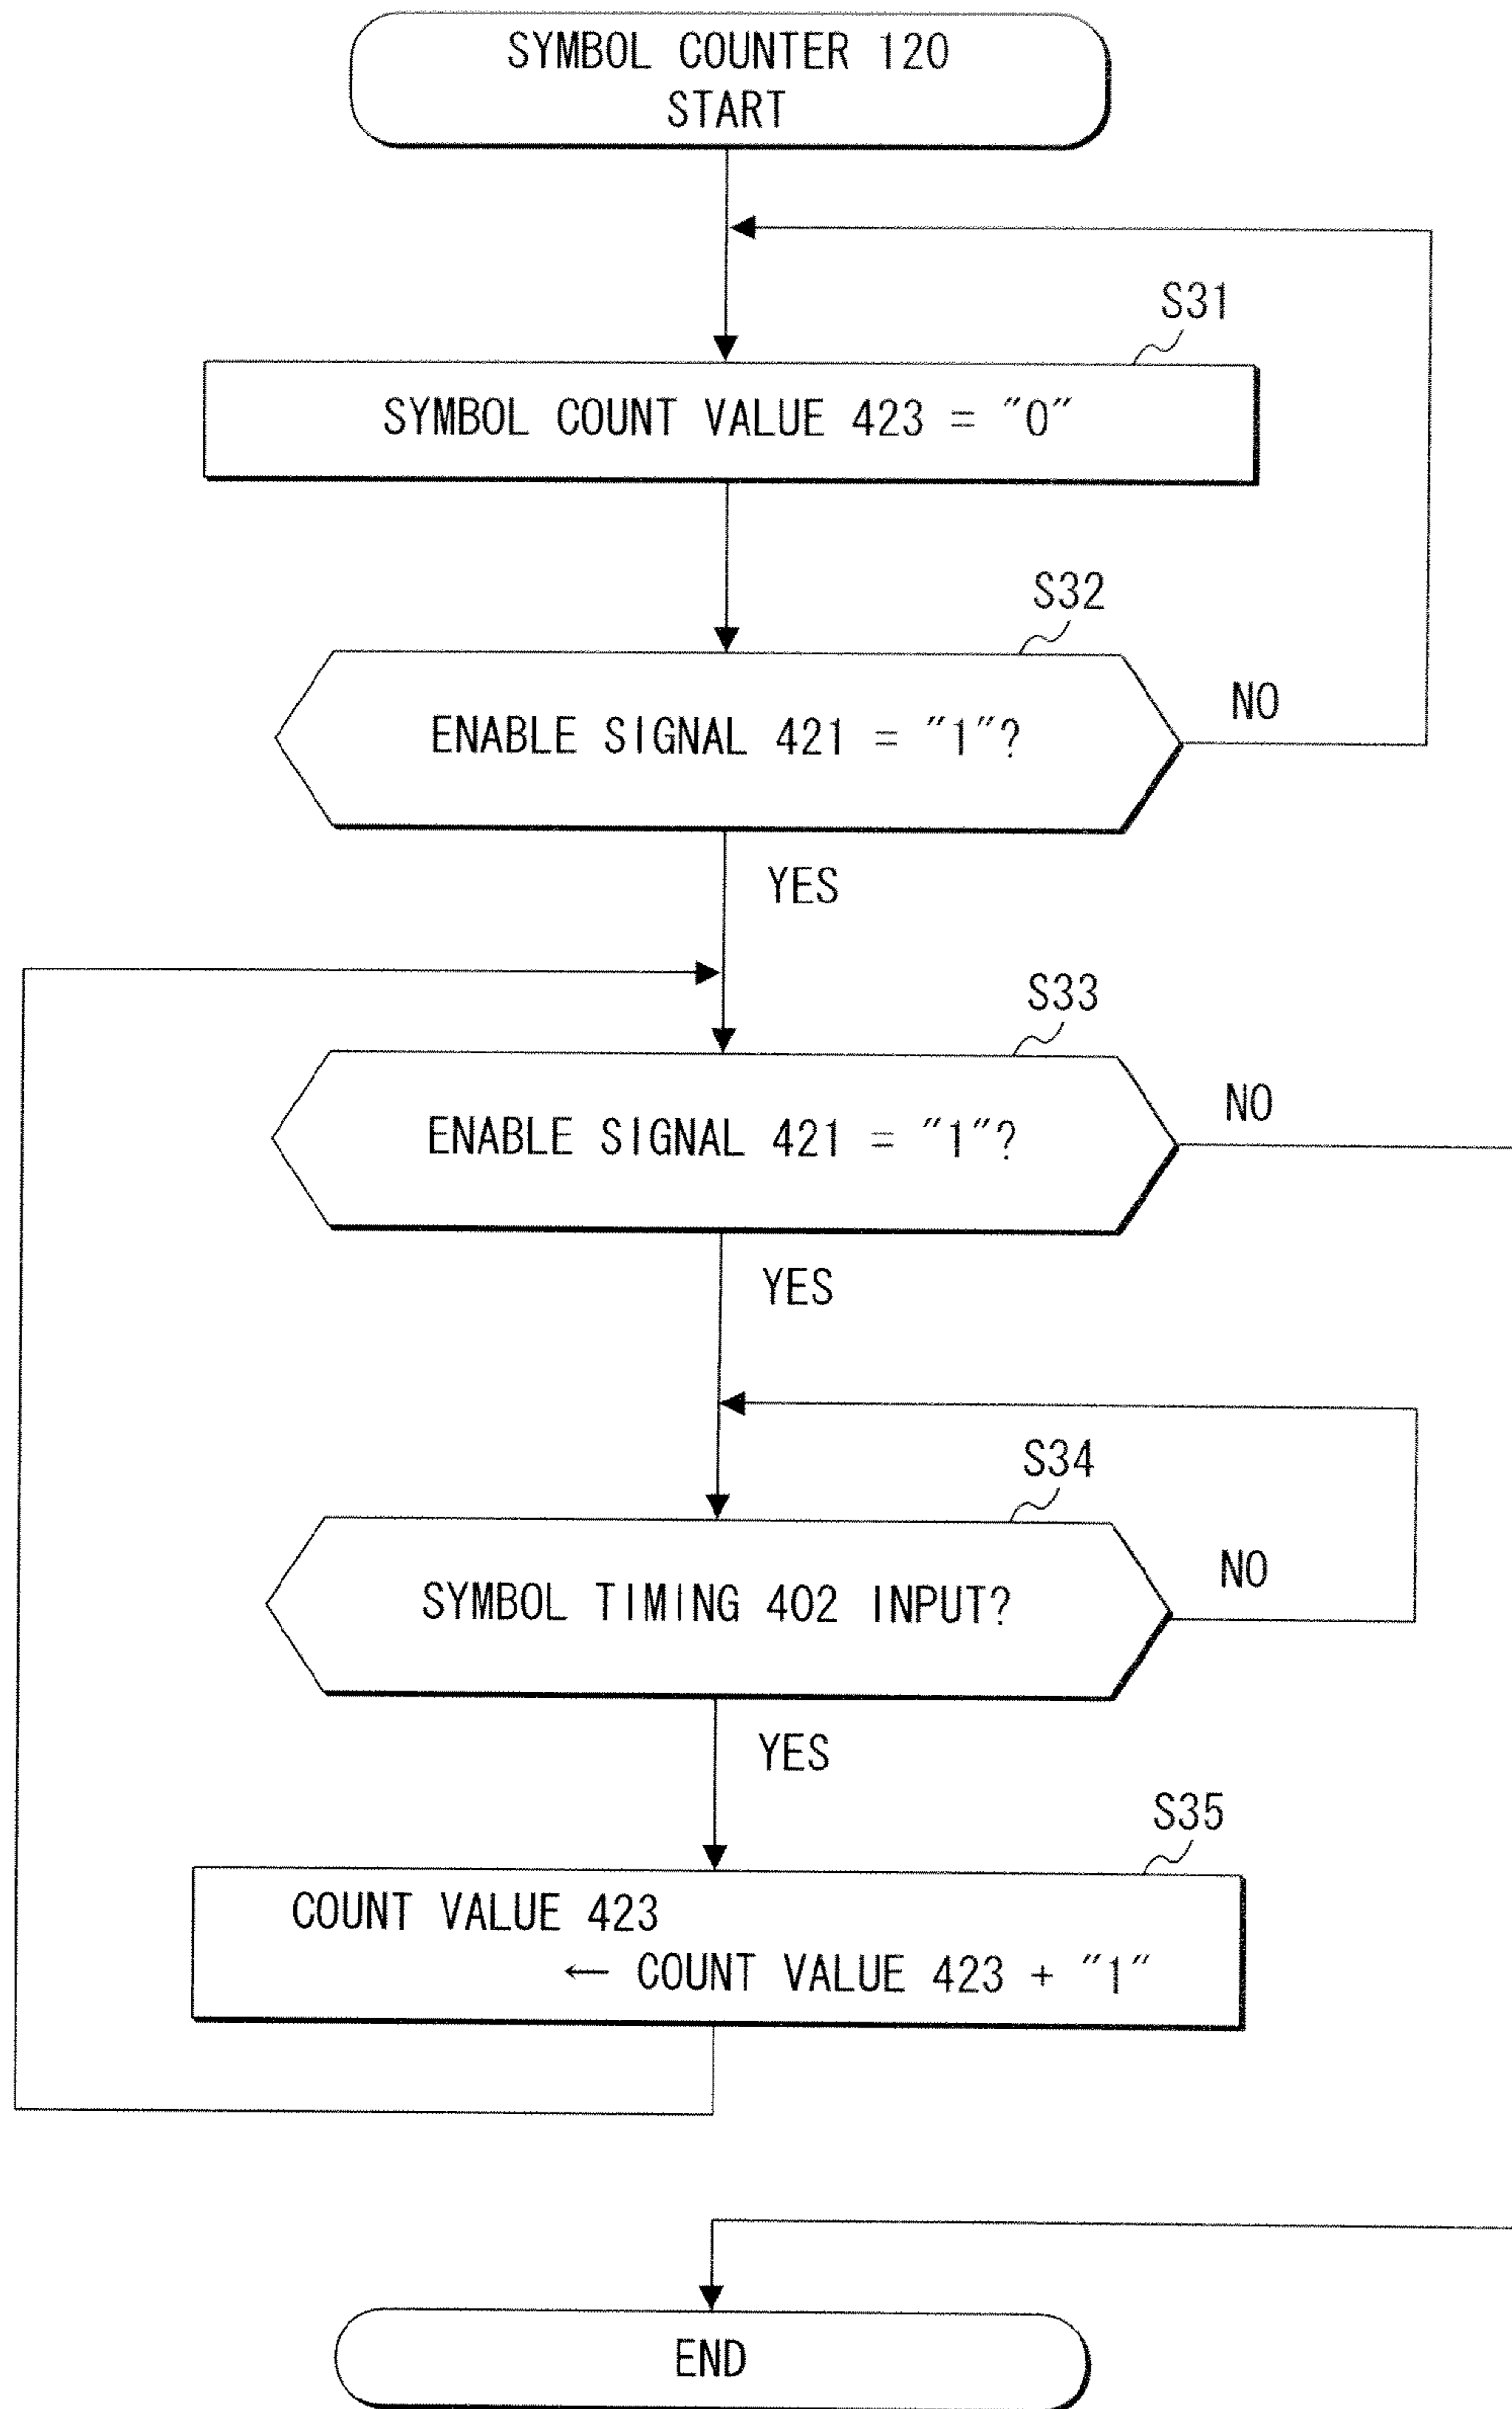 SYMBOL COUNTER 120
START
S31
SYMBOL COUNT VALUE 423 = "0"
S32
ENABLE SIGNAL 421 = "1"?
NO
YES
S33
ENABLE SIGNAL 421 = "1"?
NO
YES
S34
SYMBOL TIMING 402 INPUT?
NO
YES
S35
COUNT VALUE 423
← COUNT VALUE 423 + "1"
END